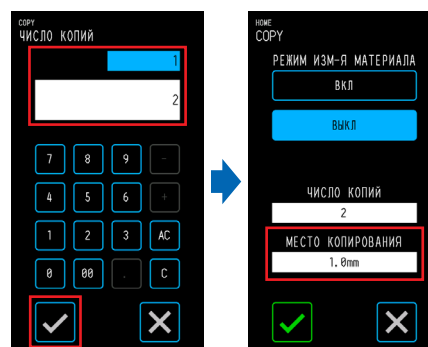 COPY
ЧИСЛО КОПИЙ
1
2
7 8 9 -
4 5 6 +
1 2 3 AC
0 00 . C
HOME
COPY
РЕЖИМ ИЗМ-Я МАТЕРИАЛА
ВКЛ
ВЫКЛ
ЧИСЛО КОПИЙ
2
МЕСТО КОПИРОВАНИЯ
1.0mm